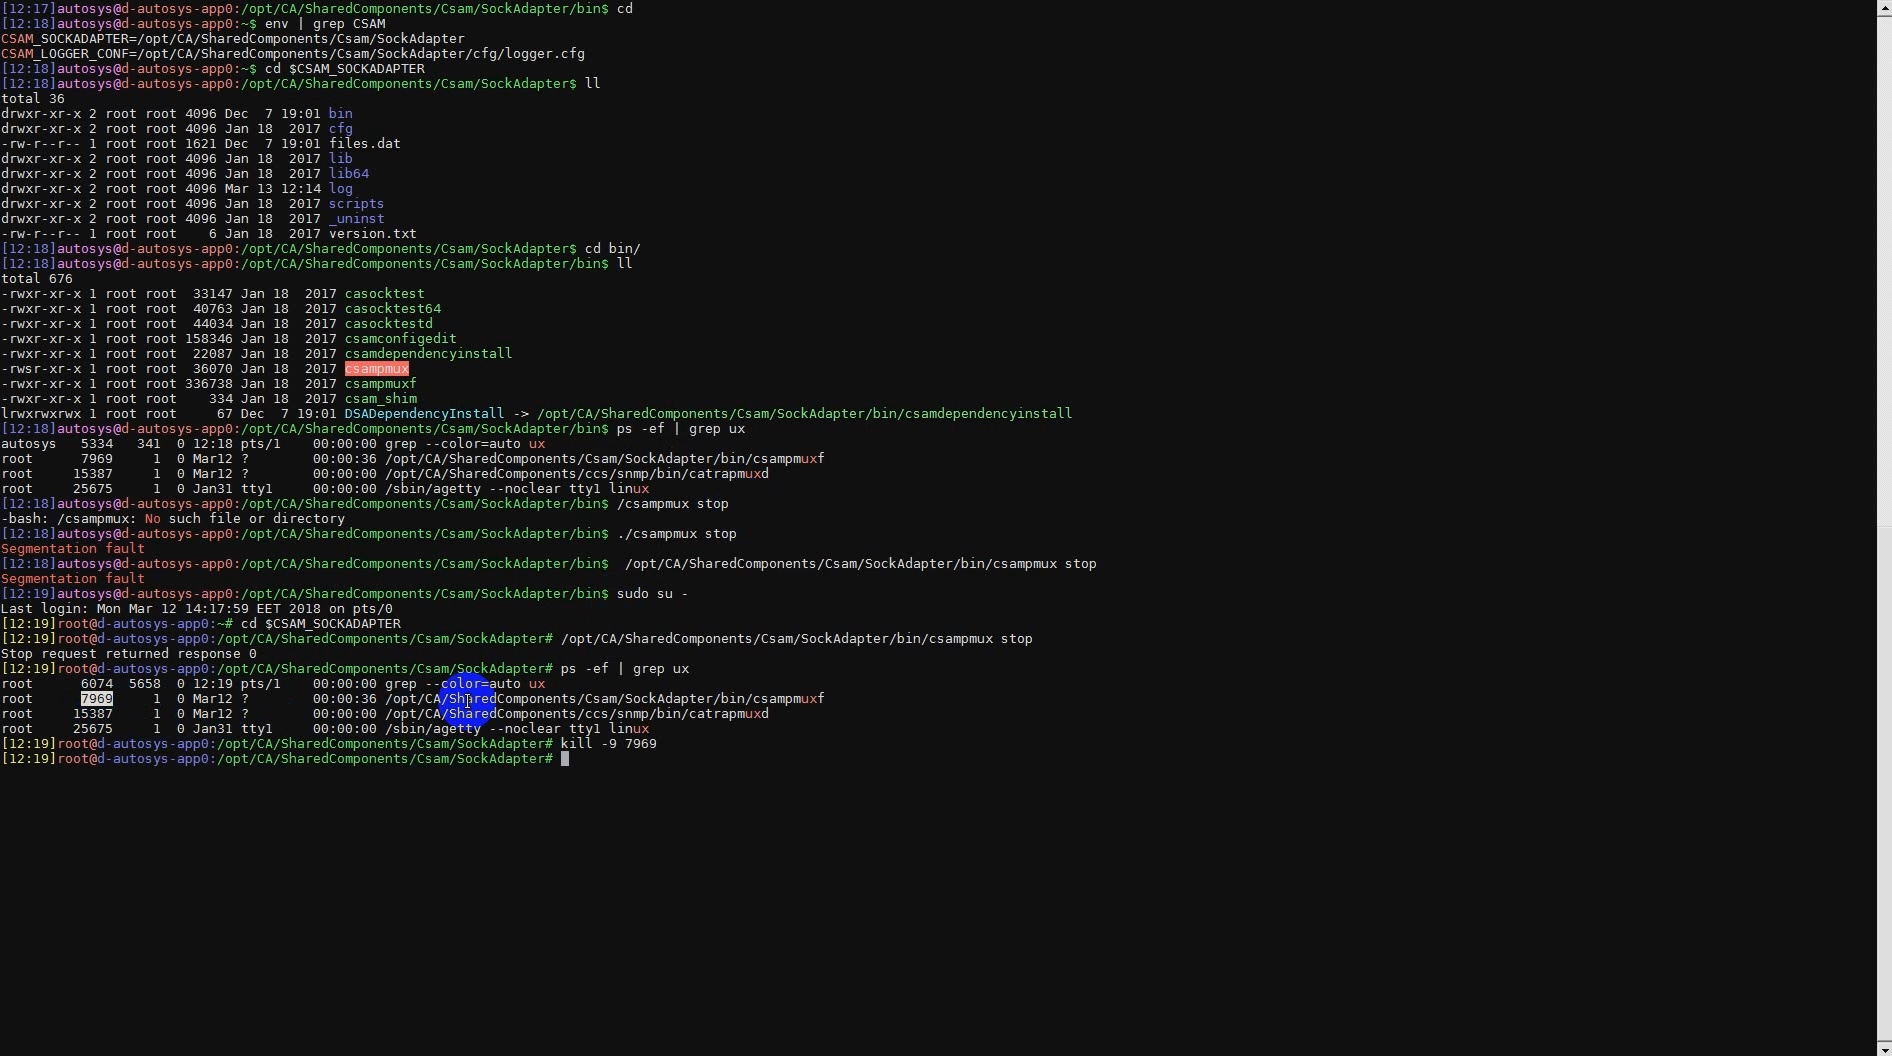 [12:17]autosys@d-autosys-app0:/opt/CA/SharedComponents/Csam/SockAdapter/bin$ cd
[12:18]autosys@d-autosys-app0:~$ env | grep CSAM
CSAM_SOCKADAPTER=/opt/CA/SharedComponents/Csam/SockAdapter
CSAM_LOGGER_CONF=/opt/CA/SharedComponents/Csam/SockAdapter/cfg/logger.cfg
[12:18]autosys@d-autosys-app0:~$ cd $CSAM_SOCKADAPTER
[12:18]autosys@d-autosys-app0:/opt/CA/SharedComponents/Csam/SockAdapter$ ll
total 36
drwxr-xr-x 2 root root 4096 Dec  7 19:01 bin
drwxr-xr-x 2 root root 4096 Jan 18  2017 cfg
-rw-r--r-- 1 root root 1621 Dec  7 19:01 files.dat
drwxr-xr-x 2 root root 4096 Jan 18  2017 lib
drwxr-xr-x 2 root root 4096 Jan 18  2017 lib64
drwxr-xr-x 2 root root 4096 Mar 13 12:14 log
drwxr-xr-x 2 root root 4096 Jan 18  2017 scripts
drwxr-xr-x 2 root root 4096 Jan 18  2017 _uninst
-rw-r--r-- 1 root root    6 Jan 18  2017 version.txt
[12:18]autosys@d-autosys-app0:/opt/CA/SharedComponents/Csam/SockAdapter$ cd bin/
[12:18]autosys@d-autosys-app0:/opt/CA/SharedComponents/Csam/SockAdapter/bin$ ll
total 676
-rwxr-xr-x 1 root root  33147 Jan 18  2017 casocktest
-rwxr-xr-x 1 root root  40763 Jan 18  2017 casocktest64
-rwxr-xr-x 1 root root  44034 Jan 18  2017 casocktestd
-rwxr-xr-x 1 root root 158346 Jan 18  2017 csamconfigedit
-rwxr-xr-x 1 root root  22087 Jan 18  2017 csamdependencyinstall
-rwsr-xr-x 1 root root  36070 Jan 18  2017 csampmux
-rwxr-xr-x 1 root root 336738 Jan 18  2017 csampmuxf
-rwxr-xr-x 1 root root    334 Jan 18  2017 csam_shim
lrwxrwxrwx 1 root root     67 Dec  7 19:01 DSADependencyInstall -> /opt/CA/SharedComponents/Csam/SockAdapter/bin/csamdependencyinstall
[12:18]autosys@d-autosys-app0:/opt/CA/SharedComponents/Csam/SockAdapter/bin$ ps -ef | grep ux
autosys   5334   341  0 12:18 pts/1    00:00:00 grep --color=auto ux
root      7969     1  0 Mar12 ?        00:00:36 /opt/CA/SharedComponents/Csam/SockAdapter/bin/csampmuxf
root     15387     1  0 Mar12 ?        00:00:00 /opt/CA/SharedComponents/ccs/snmp/bin/catrapmuxd
root     25675     1  0 Jan31 tty1     00:00:00 /sbin/agetty --noclear tty1 linux
[12:18]autosys@d-autosys-app0:/opt/CA/SharedComponents/Csam/SockAdapter/bin$ /csampmux stop
-bash: /csampmux: No such file or directory
[12:18]autosys@d-autosys-app0:/opt/CA/SharedComponents/Csam/SockAdapter/bin$ ./csampmux stop
Segmentation fault
[12:18]autosys@d-autosys-app0:/opt/CA/SharedComponents/Csam/SockAdapter/bin$  /opt/CA/SharedComponents/Csam/SockAdapter/bin/csampmux stop
Segmentation fault
[12:19]autosys@d-autosys-app0:/opt/CA/SharedComponents/Csam/SockAdapter/bin$ sudo su -
Last login: Mon Mar 12 14:17:59 EET 2018 on pts/0
[12:19]root@d-autosys-app0:~# cd $CSAM_SOCKADAPTER
[12:19]root@d-autosys-app0:/opt/CA/SharedComponents/Csam/SockAdapter# /opt/CA/SharedComponents/Csam/SockAdapter/bin/csampmux stop
Stop request returned response 0
[12:19]root@d-autosys-app0:/opt/CA/SharedComponents/Csam/SockAdapter# ps -ef | grep ux
root      6074  5658  0 12:19 pts/1    00:00:00 grep --color=auto ux
root      7969     1  0 Mar12 ?        00:00:36 /opt/CA/SharedComponents/Csam/SockAdapter/bin/csampmuxf
root     15387     1  0 Mar12 ?        00:00:00 /opt/CA/SharedComponents/ccs/snmp/bin/catrapmuxd
root     25675     1  0 Jan31 tty1     00:00:00 /sbin/agetty --noclear tty1 linux
[12:19]root@d-autosys-app0:/opt/CA/SharedComponents/Csam/SockAdapter# kill -9 7969
[12:19]root@d-autosys-app0:/opt/CA/SharedComponents/Csam/SockAdapter#